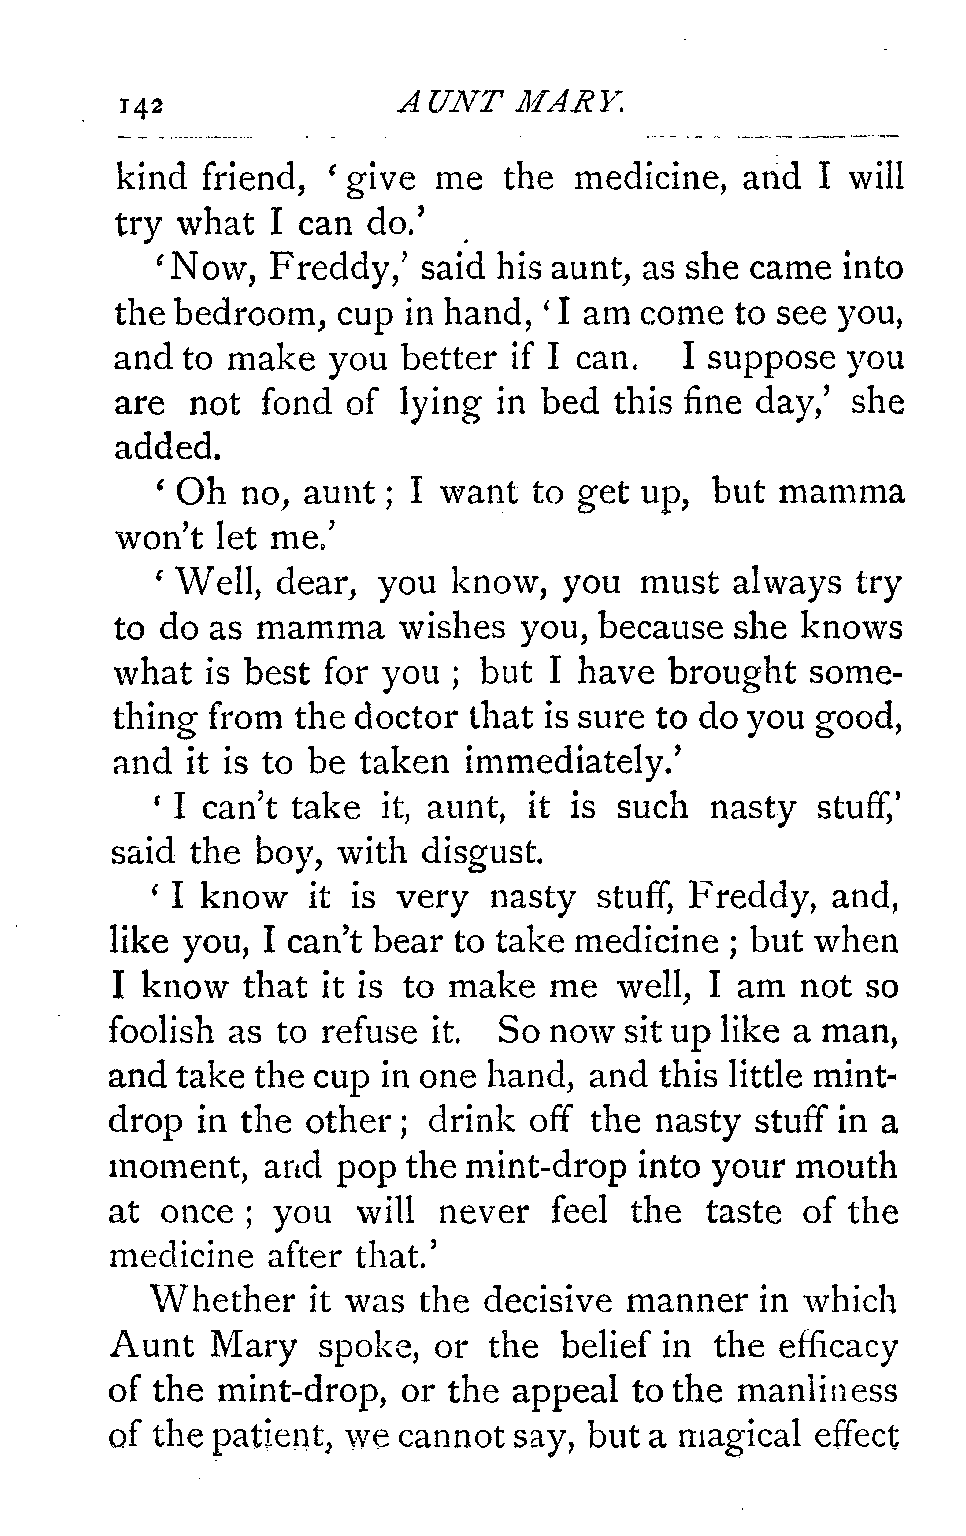 142 AUNT MARY.
kind friend, ‘give me the medicine, and I will
try what I can do.’
‘Now, Freddy,’ said his aunt, as she came into
the bedroom, cup in hand, ‘I am come to see you,
and to make you better if I can. I suppose you
are not fond of lying in bed this fine day,’ she
added.
‘Oh no, aunt; I want to get up, but mamma
won’t let me.’
‘Well, dear, you know, you must always try
to do as mamma wishes you, because she knows
what is best for you; but I have brought some-
thing from the doctor that is sure to do you good,
and it is to be taken immediately.’
‘I can’t take it, aunt, it is such nasty stuff,’
said the boy, with disgust.
‘I know it is very nasty stuff, Freddy, and,
like you, I can’t bear to take medicine; but when
I know that it is to make me well, I am not so
foolish as to refuse it. So now sit up like a man,
and take the cup in one hand, and this little mint-
drop in the other; drink off the nasty stuff in a
moment, and pop the mint-drop into your mouth
at once; you will never feel the taste of the
medicine after that.’
Whether it was the decisive manner in which
Aunt Mary spoke, or the belief in the efficacy
of the mint-drop, or the appeal to the manliness
of the patient, we cannot say, but a magical effect